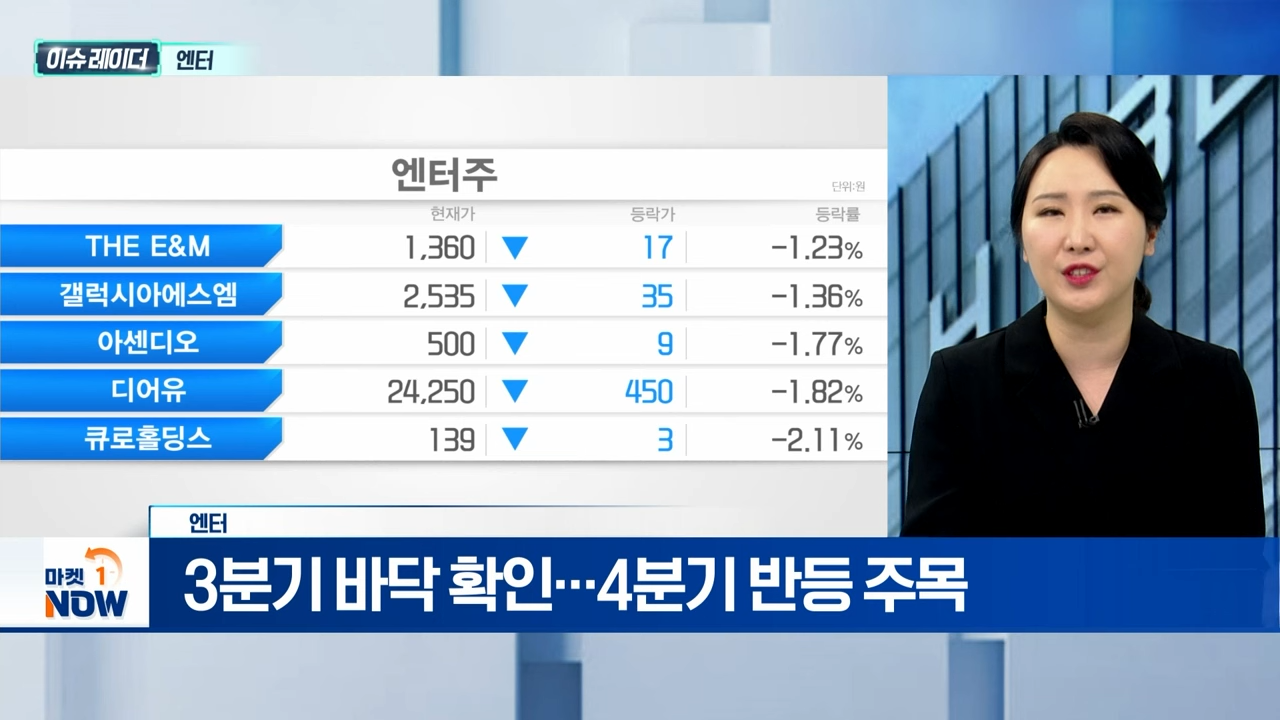 이슈 레이더 엔터
엔터주
단위:원
현재가 등락가 등락률
THE E&M 1,360 ▼ 17 -1.23%
갤럭시아에스엠 2,535 ▼ 35 -1.36%
아센디오 500 ▼ 9 -1.77%
디어유 24,250 ▼ 450 -1.82%
큐로홀딩스 139 ▼ 3 -2.11%
엔터
마켓 1
NOW
3분기 바닥 확인…4분기 반등 주목